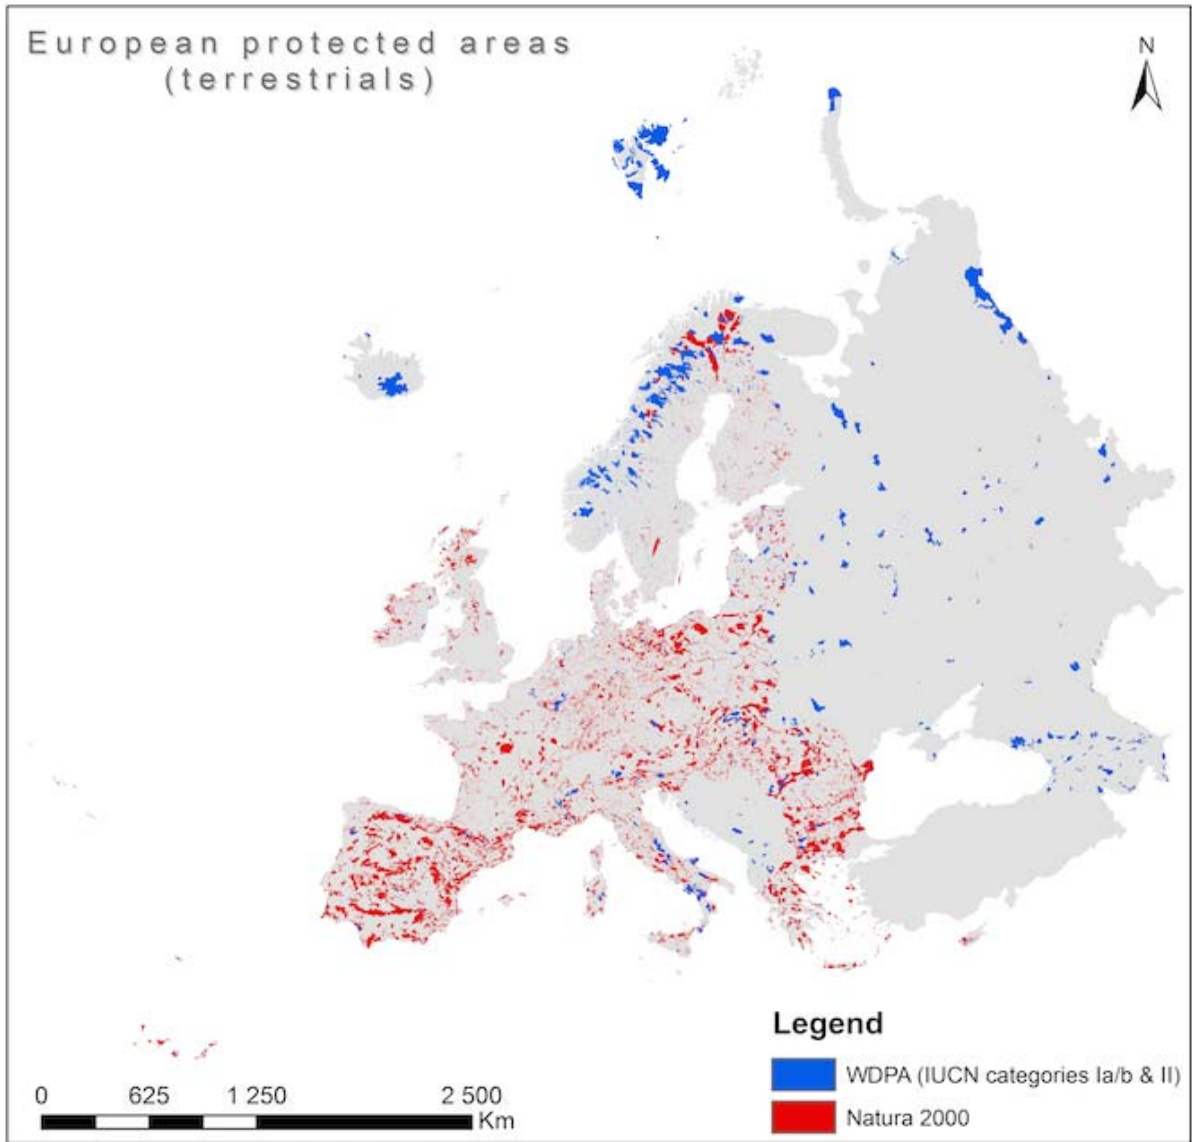 European protected areas
(terrestrials)
N
Legend
WDPA (IUCN categories Ia/b & II)
Natura 2000
0 625 1 250 2 500
Km